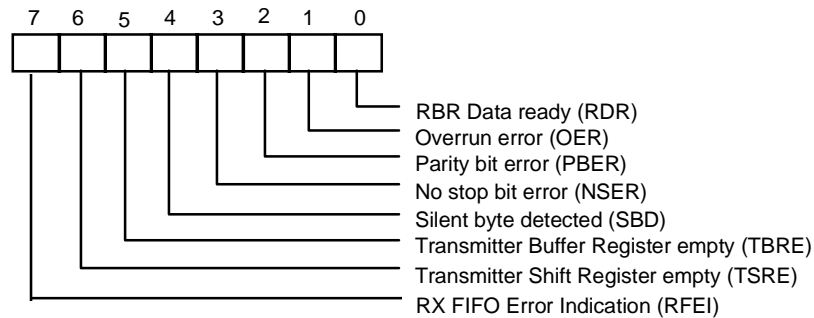 7 6 5 4 3 2 1 0
RBR Data ready (RDR)
Overrun error (OER)
Parity bit error (PBER)
No stop bit error (NSER)
Silent byte detected (SBD)
Transmitter Buffer Register empty (TBRE)
Transmitter Shift Register empty (TSRE)
RX FIFO Error Indication (RFEI)